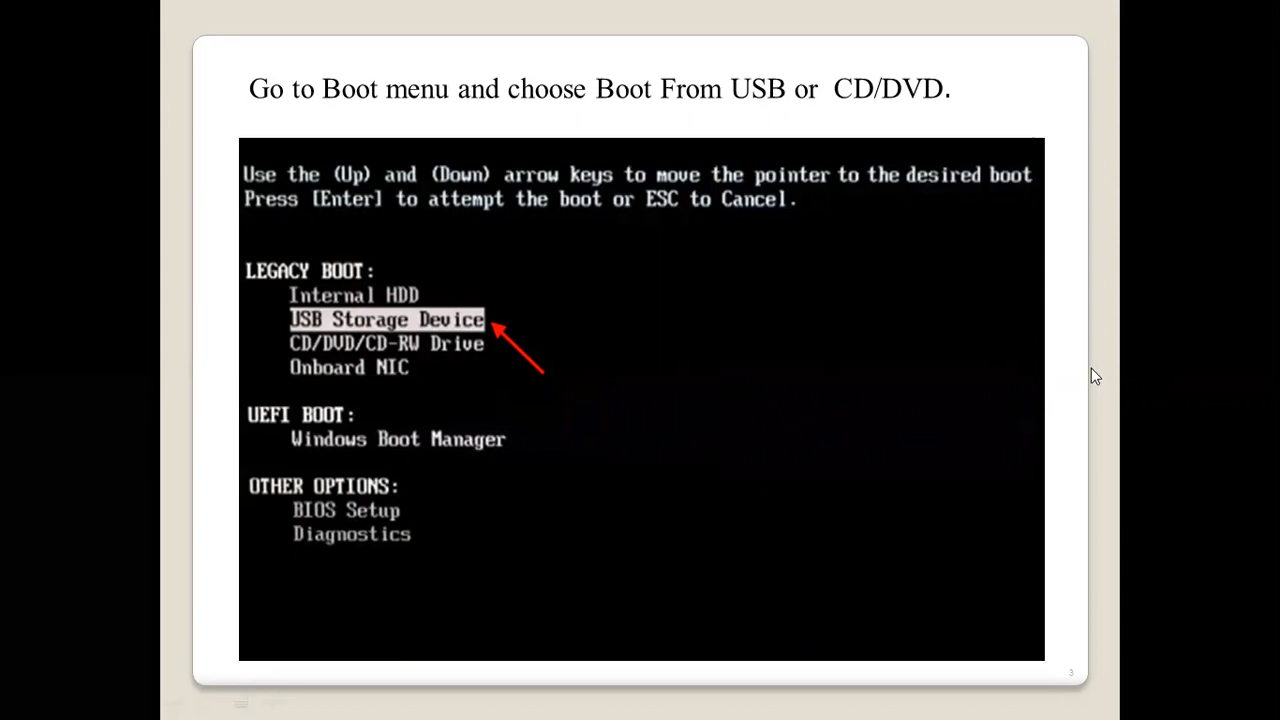 Go to Boot menu and choose Boot From USB or CD/DVD.
Use the (Up) and (Down) arrow keys to move the pointer to the desired boot
Press [Enter] to attempt the boot or ESC to Cancel.
LEGACY BOOT:
Internal HDD
USB Storage Device
CD/DVD/CD-RW Drive
Onboard NIC
UEFI BOOT:
Windows Boot Manager
OTHER OPTIONS:
BIOS Setup
Diagnostics
3